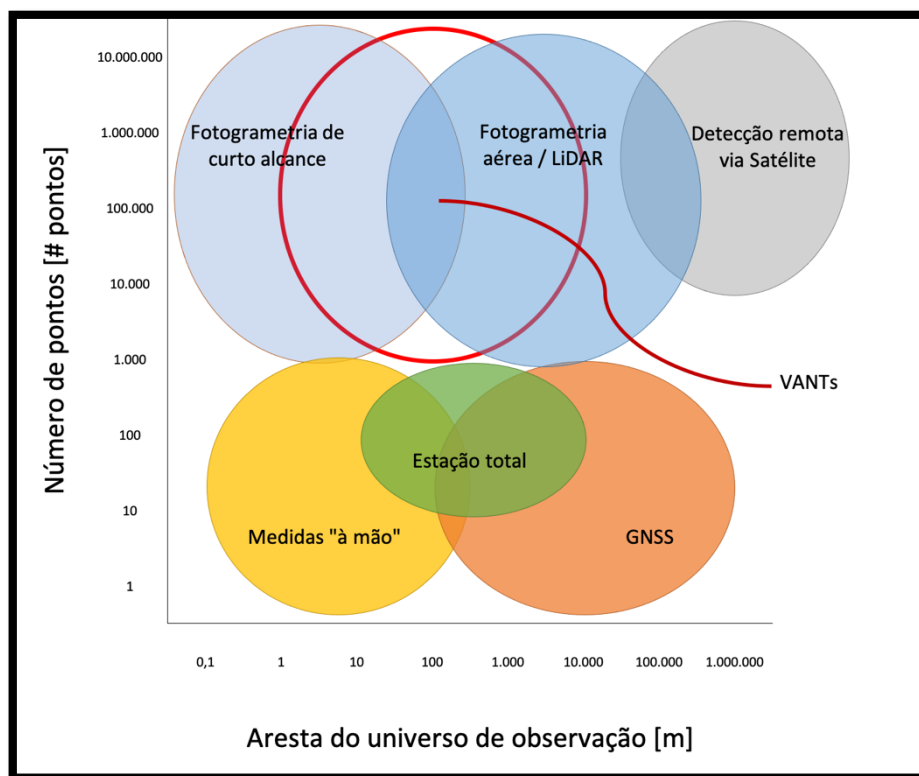 Número de pontos [# pontos]
10.000.000
1.000.000
100.000
10.000
1.000
100
10
1
Fotogrametria de
curto alcance
Fotogrametria
aérea / LiDAR
Detecção remota
via Satélite
VANTs
Estação total
Medidas "à mão"
GNSS
0,1
1
10
100
1.000
10.000
100.000
1.000.000
Aresta do universo de observação [m]